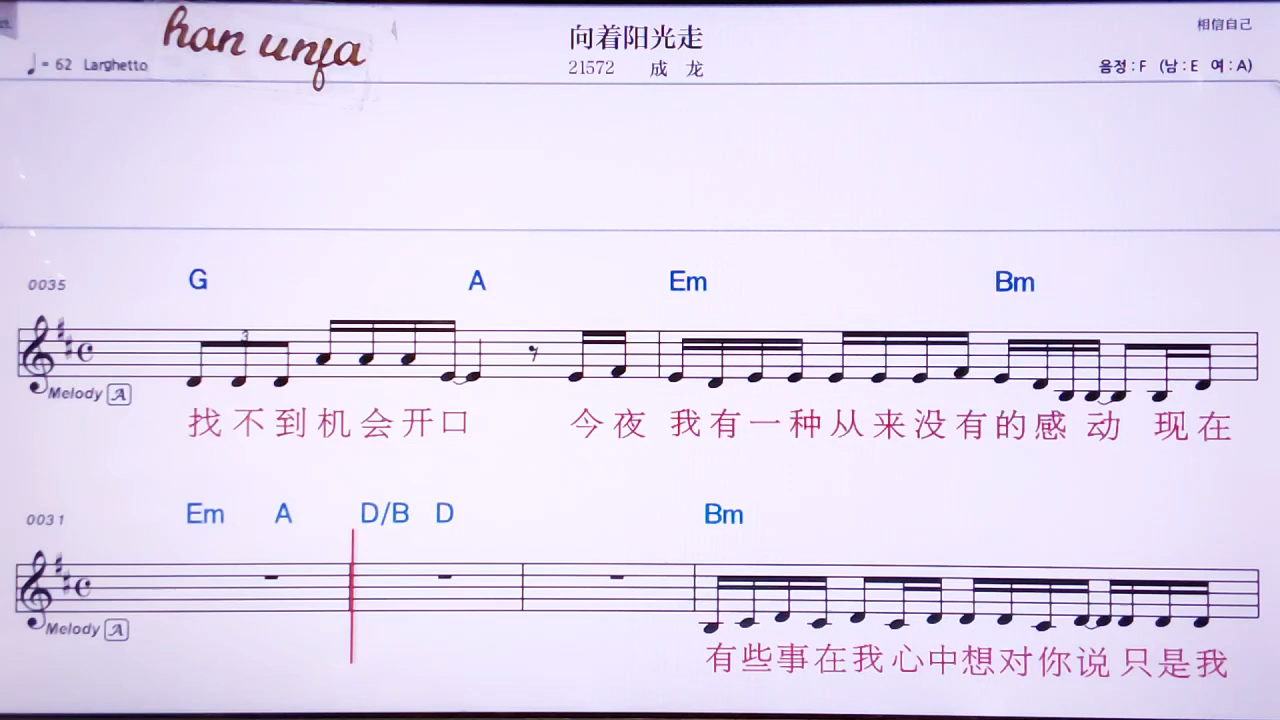 han unfa
向着阳光走
相信自己
♩= 62 Larghetto
21572 成 龙
음정 : F (남 : E 여 : A)
0035 G A Em Bm
3
Melody A
找不到机会开口 今夜 我有一种从来没有的感动 现在
0031 Em A D/B D Bm
Melody A
有些事在我心中想对你说只是我